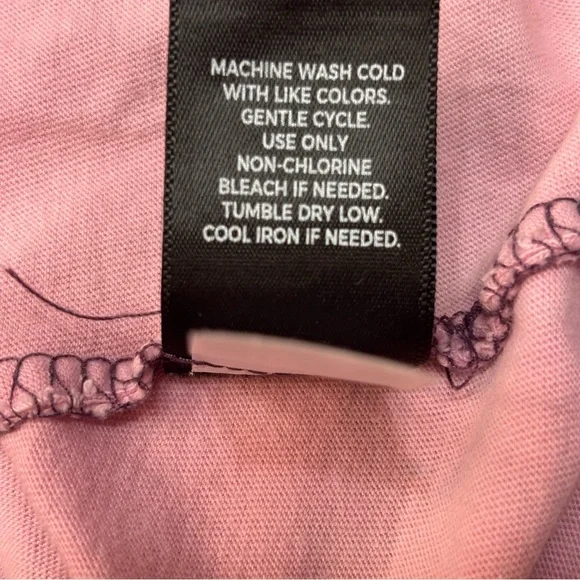 MACHINE WASH COLD
WITH LIKE COLORS.
GENTLE CYCLE.
USE ONLY
NON-CHLORINE
BLEACH IF NEEDED.
TUMBLE DRY LOW.
COOL IRON IF NEEDED.